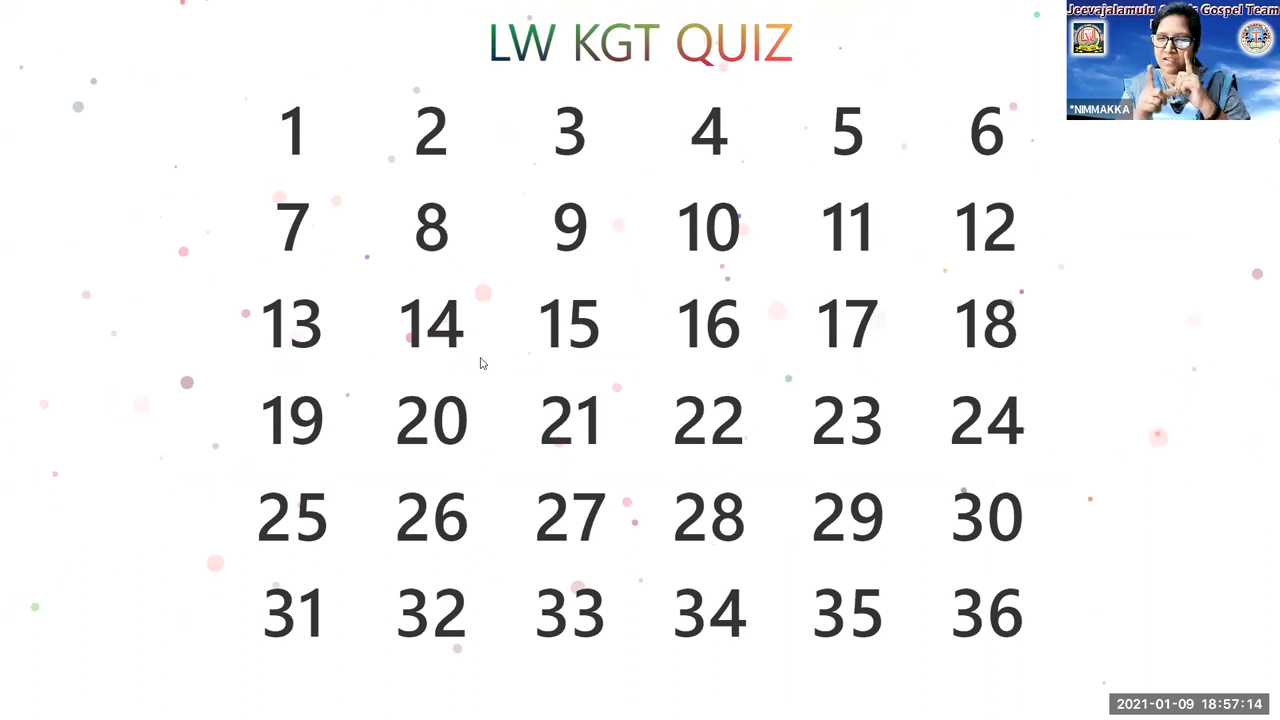 LW KGT QUIZ
Jeevajalamulu Gospel Team
*NIMMAKKA
1 2 3 4 5 6
7 8 9 10 11 12
13 14 15 16 17 18
19 20 21 22 23 24
25 26 27 28 29 30
31 32 33 34 35 36
2021-01-09 18:57:14